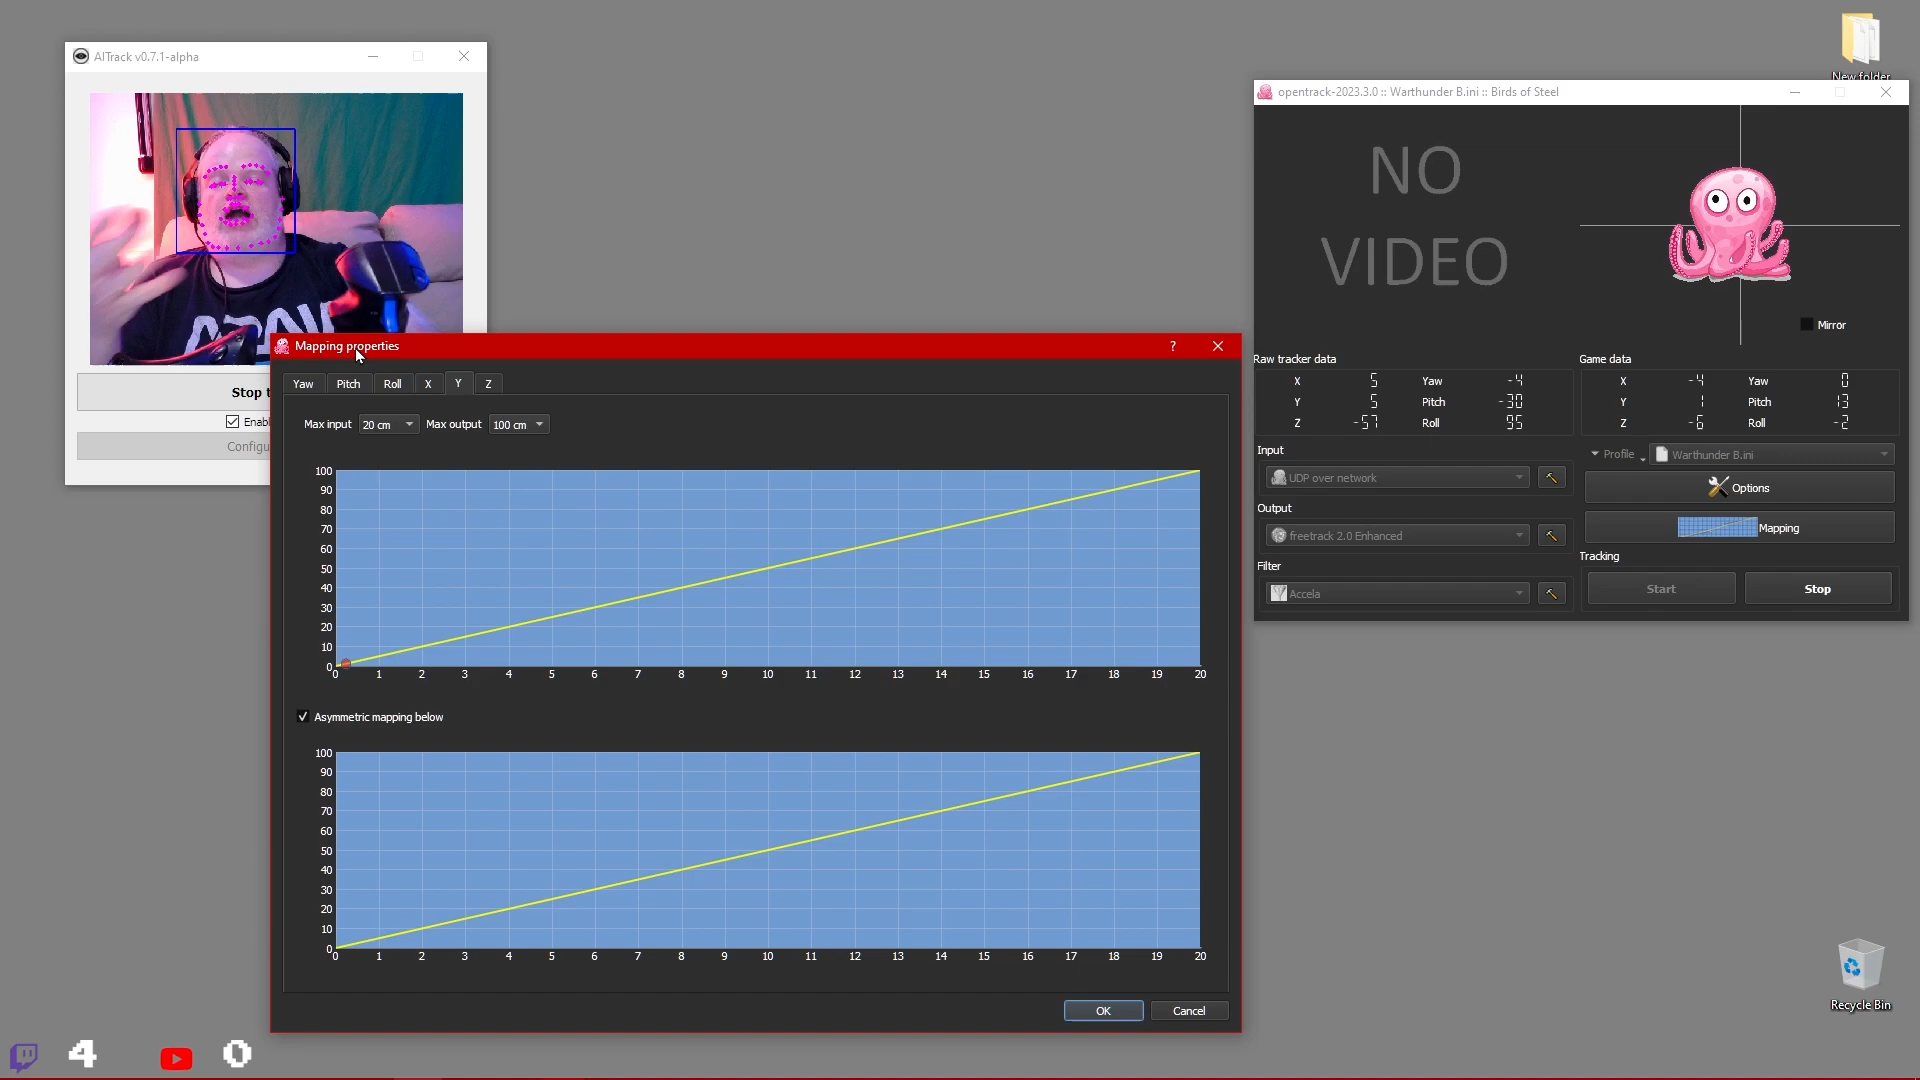 AITrack v0.7.1-alpha
Stop t
Enabl
Configu
New folder
opentrack-2023.3.0 :: Warthunder B.ini :: Birds of Steel
NO
VIDEO
Mirror
Raw tracker data
Game data
X 5 Yaw -4
Y 5 Pitch -30
Z -57 Roll 95
X -4 Yaw 0
Y 1 Pitch 13
Z -6 Roll -2
Input
UDP over network
Output
freetrack 2.0 Enhanced
Filter
Accela
Profile
Warthunder B.ini
Options
Mapping
Tracking
Start
Stop
Mapping properties
?
Yaw Pitch Roll X Y Z
Max input 20 cm Max output 100 cm
100
90
80
70
60
50
40
30
20
10
0
0 1 2 3 4 5 6 7 8 9 10 11 12 13 14 15 16 17 18 19 20
Asymmetric mapping below
100
90
80
70
60
50
40
30
20
10
0
0 1 2 3 4 5 6 7 8 9 10 11 12 13 14 15 16 17 18 19 20
OK
Cancel
Recycle Bin
4
0